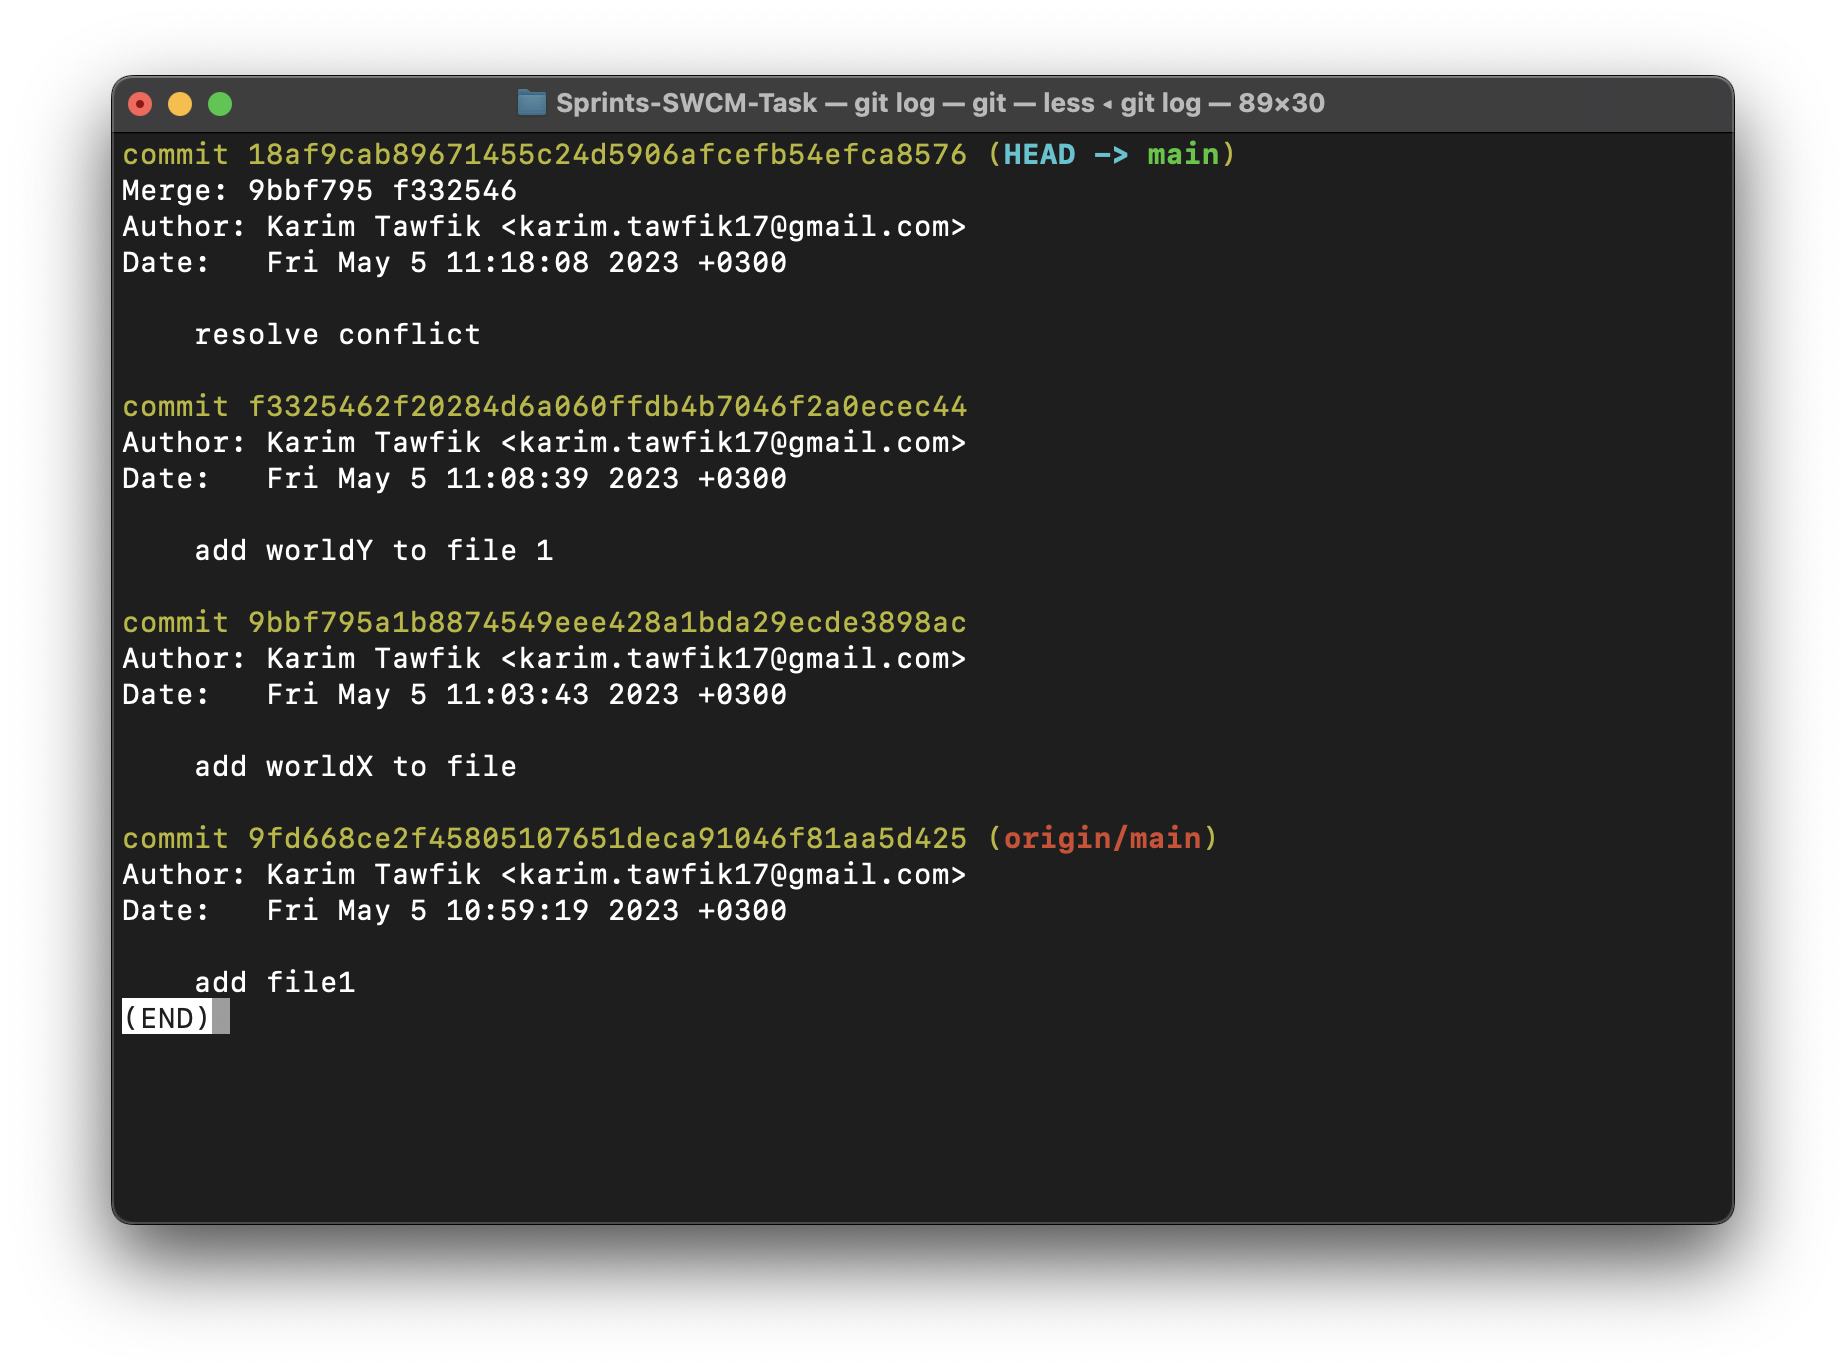 Sprints-SWCM-Task — git log — git — less ◂ git log — 89×30
commit 18af9cab89671455c24d5906afcefb54efca8576 (HEAD -> main)
Merge: 9bbf795 f332546
Author: Karim Tawfik <karim.tawfik17@gmail.com>
Date:   Fri May 5 11:18:08 2023 +0300
    resolve conflict
commit f3325462f20284d6a060ffdb4b7046f2a0ecec44
Author: Karim Tawfik <karim.tawfik17@gmail.com>
Date:   Fri May 5 11:08:39 2023 +0300
    add worldY to file 1
commit 9bbf795a1b8874549eee428a1bda29ecde3898ac
Author: Karim Tawfik <karim.tawfik17@gmail.com>
Date:   Fri May 5 11:03:43 2023 +0300
    add worldX to file
commit 9fd668ce2f45805107651deca91046f81aa5d425 (origin/main)
Author: Karim Tawfik <karim.tawfik17@gmail.com>
Date:   Fri May 5 10:59:19 2023 +0300
    add file1
(END)